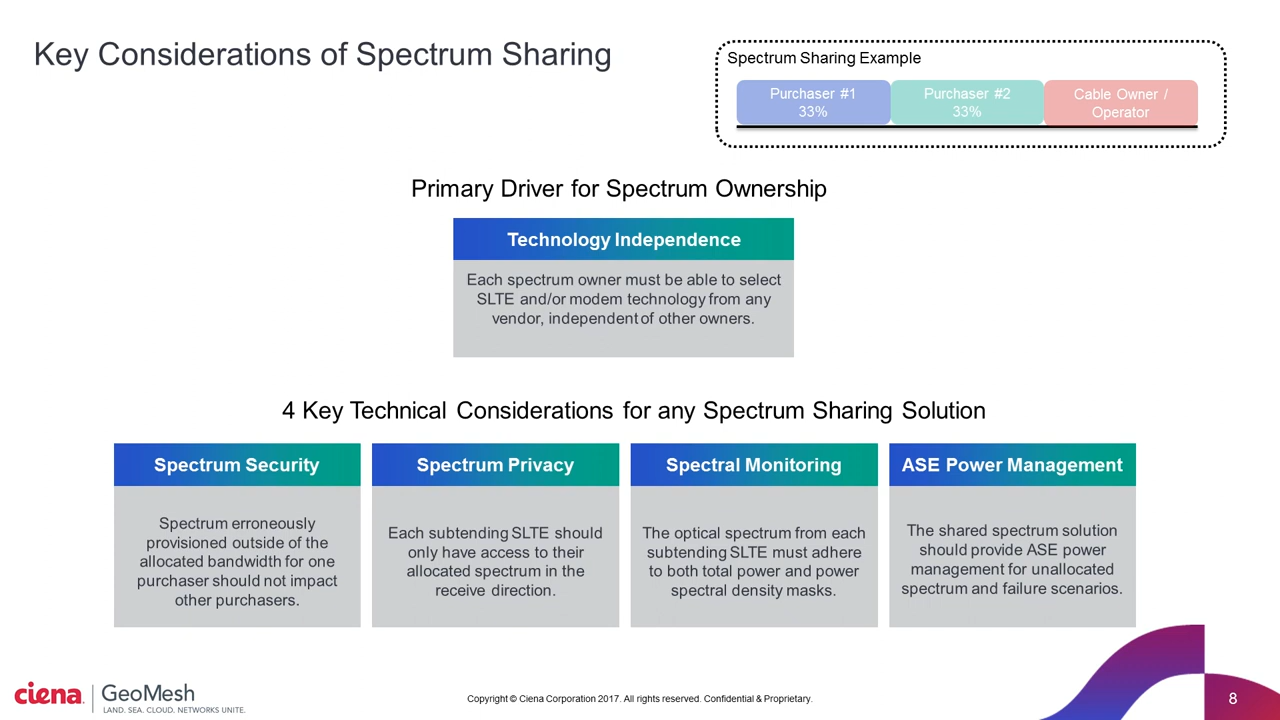 Key Considerations of Spectrum Sharing
Spectrum Sharing Example
Purchaser #1
33%
Purchaser #2
33%
Cable Owner /
Operator
Primary Driver for Spectrum Ownership
Technology Independence
Each spectrum owner must be able to select
SLTE and/or modem technology from any
vendor, independent of other owners.
4 Key Technical Considerations for any Spectrum Sharing Solution
Spectrum Security
Spectrum erroneously
provisioned outside of the
allocated bandwidth for one
purchaser should not impact
other purchasers.
Spectrum Privacy
Each subtending SLTE should
only have access to their
allocated spectrum in the
receive direction.
Spectral Monitoring
The optical spectrum from each
subtending SLTE must adhere
to both total power and power
spectral density masks.
ASE Power Management
The shared spectrum solution
should provide ASE power
management for unallocated
spectrum and failure scenarios.
ciena.
GeoMesh
LAND. SEA. CLOUD. NETWORKS UNITE.
Copyright © Ciena Corporation 2017. All rights reserved. Confidential & Proprietary.
8